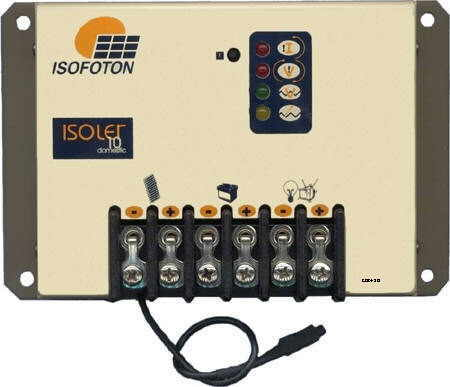 ISOFOTON
ISOLER
10
domestic
- + - + - +